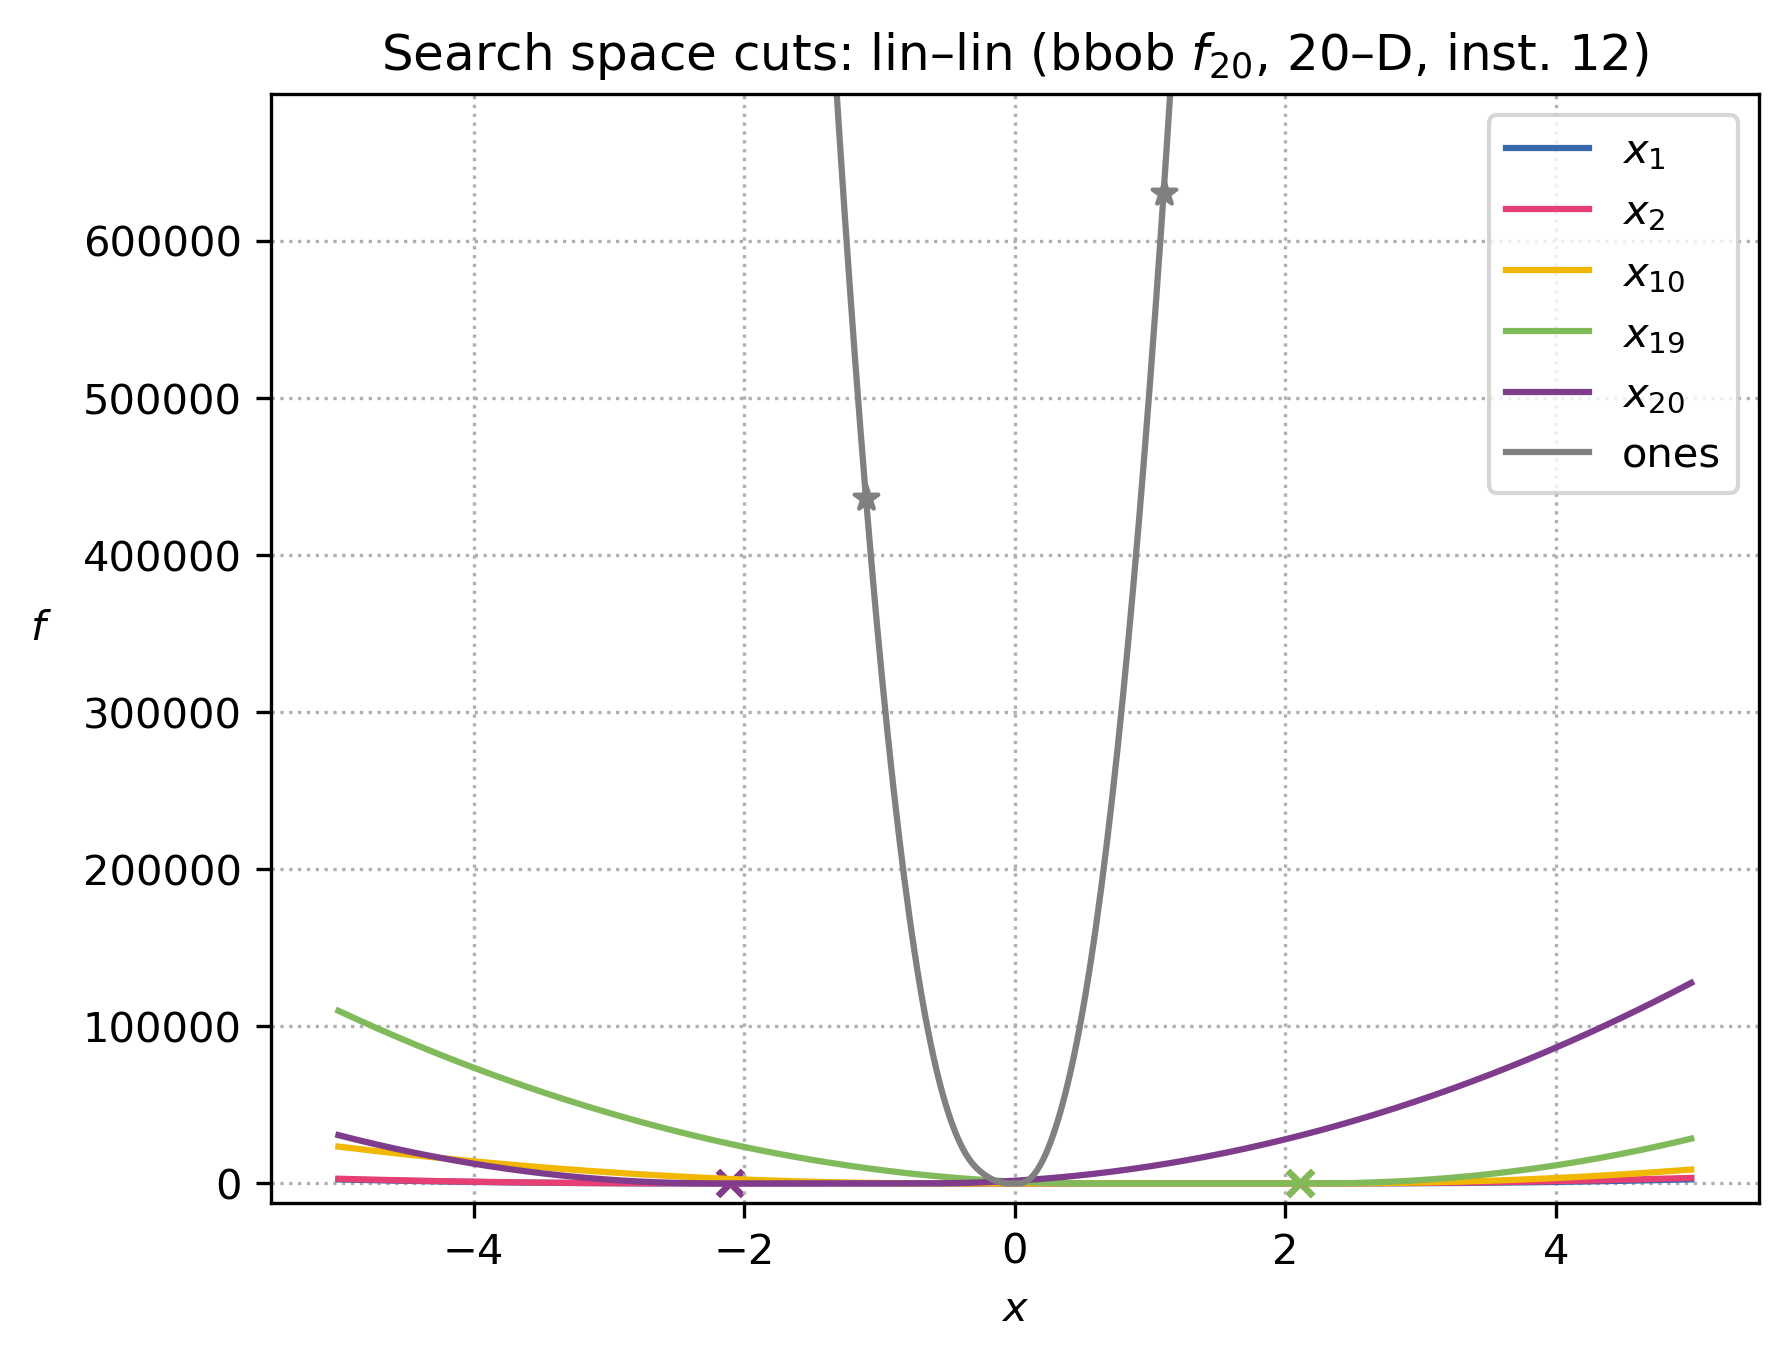 Search space cuts: lin–lin (bbob f₂₀, 20–D, inst. 12)
x₁
x₂
x₁₀
x₁₉
x₂₀
ones
600000
500000
400000
300000
200000
100000
0
f
−4 −2 0 2 4
x